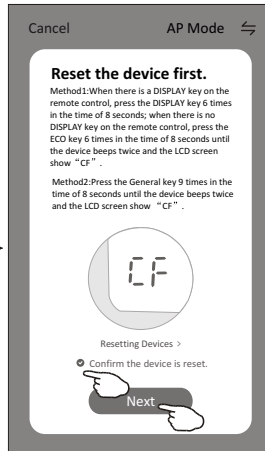 Cancel AP Mode
Reset the device first.
Method1:When there is a DISPLAY key on the
remote control, press the DISPLAY key 6 times
in the time of 8 seconds; when there is no
DISPLAY key on the remote control, press the
ECO key 6 times in the time of 8 seconds until
the device beeps twice and the LCD screen
show “CF”.
Method2:Press the General key 9 times in the
time of 8 seconds until the device beeps twice
and the LCD screen show “CF”.
CF
Resetting Devices >
Confirm the device is reset.
Next